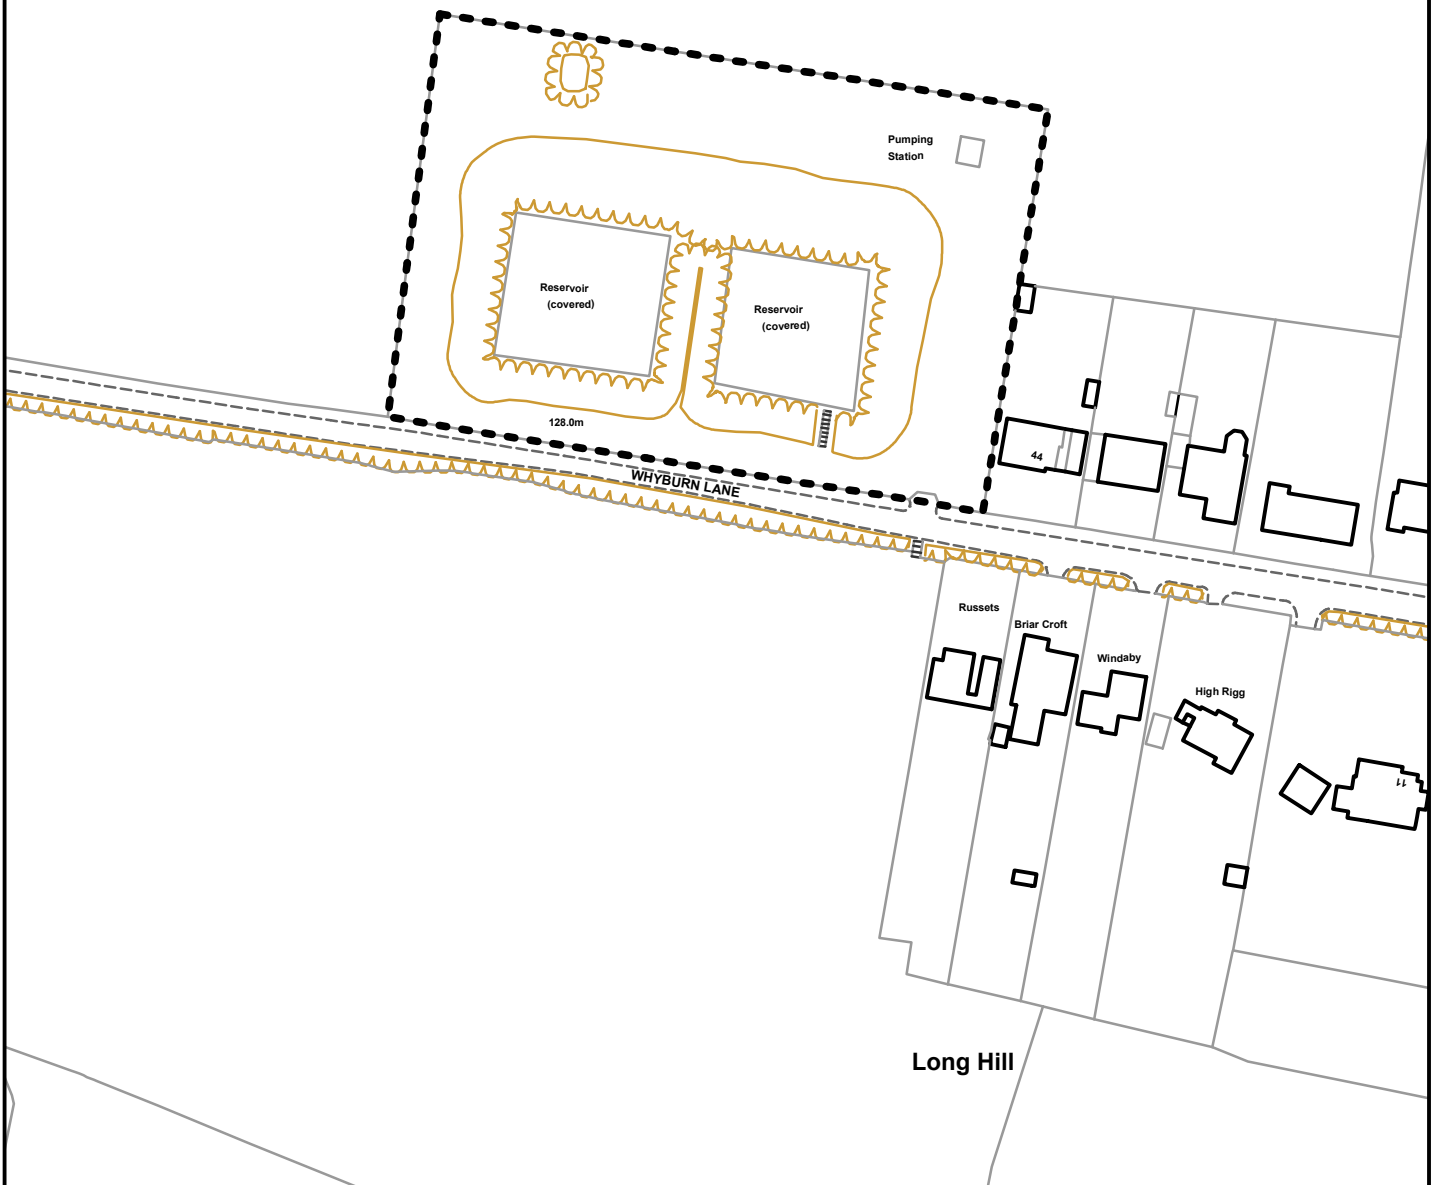 Pumping
Station
Reservoir
(covered)
Reservoir
(covered)
128.0m
44
WHYBURN LANE
Russets
Briar Croft
Windaby
High Rigg
11
Long Hill